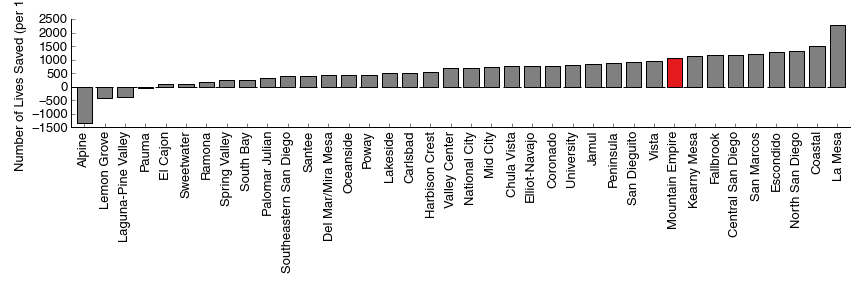 Number of Lives Saved (per 1
2500
2000
1500
1000
500
0
−500
−1000
−1500
Alpine
Lemon Grove
Laguna-Pine Valley
Pauma
El Cajon
Sweetwater
Ramona
Spring Valley
South Bay
Palomar Julian
Southeastern San Diego
Santee
Del Mar/Mira Mesa
Oceanside
Poway
Lakeside
Carlsbad
Harbison Crest
Valley Center
National City
Mid City
Chula Vista
Elliot-Navajo
Coronado
University
Jamul
Peninsula
San Dieguito
Vista
Mountain Empire
Kearny Mesa
Fallbrook
Central San Diego
San Marcos
Escondido
North San Diego
Coastal
La Mesa